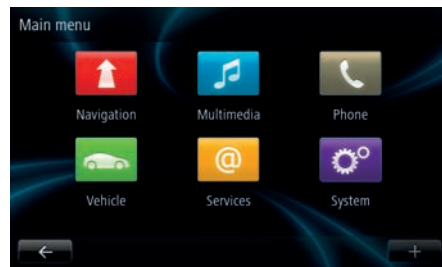 Main menu
Navigation Multimedia Phone
@
Vehicle Services System
+